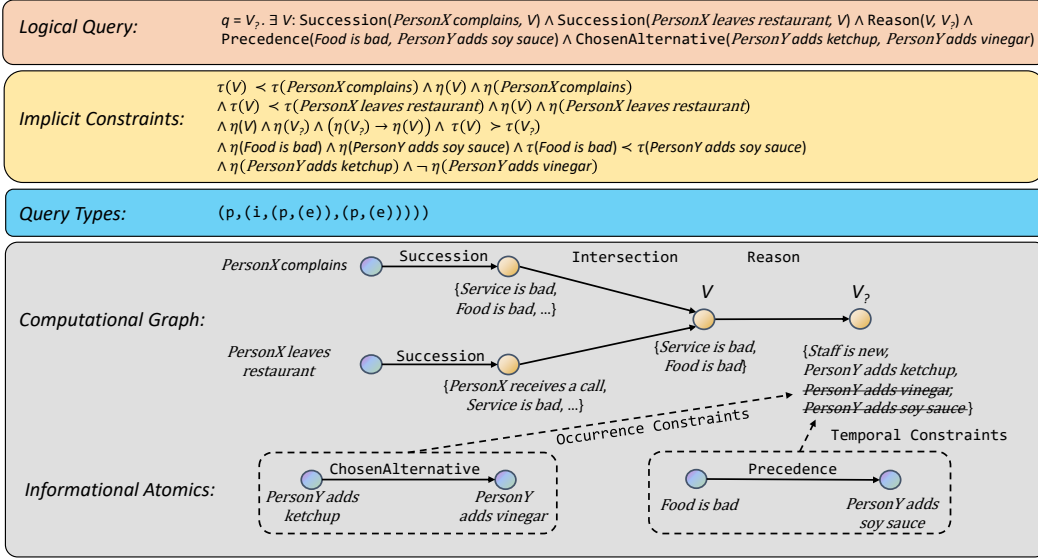 Logical Query:
q = V?. ∃ V: Succession(PersonX complains, V) ∧ Succession(PersonX leaves restaurant, V) ∧ Reason(V, V?) ∧
Precedence(Food is bad, PersonY adds soy sauce) ∧ ChosenAlternative(PersonY adds ketchup, PersonY adds vinegar)
Implicit Constraints:
τ(V) ≺ τ(PersonX complains) ∧ η(V) ∧ η(PersonX complains)
∧ τ(V) ≺ τ(PersonX leaves restaurant) ∧ η(V) ∧ η(PersonX leaves restaurant)
∧ η(V) ∧ η(V?) ∧ (η(V?) → η(V)) ∧ τ(V) ≻ τ(V?)
∧ η(Food is bad) ∧ η(PersonY adds soy sauce) ∧ τ(Food is bad) ≺ τ(PersonY adds soy sauce)
∧ η(PersonY adds ketchup) ∧ ¬ η(PersonY adds vinegar)
Query Types:
(p,(i,(p,(e)),(p,(e)))))
Computational Graph:
PersonX complains
Succession
Intersection
Reason
{Service is bad,
Food is bad, ...}
V
V?
PersonX leaves
restaurant
Succession
{PersonX receives a call,
Service is bad, ...}
{Service is bad,
Food is bad}
{Staff is new,
PersonY adds ketchup,
PersonY adds vinegar,
PersonY adds soy sauce}
Occurrence Constraints
Temporal Constraints
Informational Atomics:
ChosenAlternative
PersonY adds
ketchup
PersonY
adds vinegar
Precedence
Food is bad
PersonY adds
soy sauce